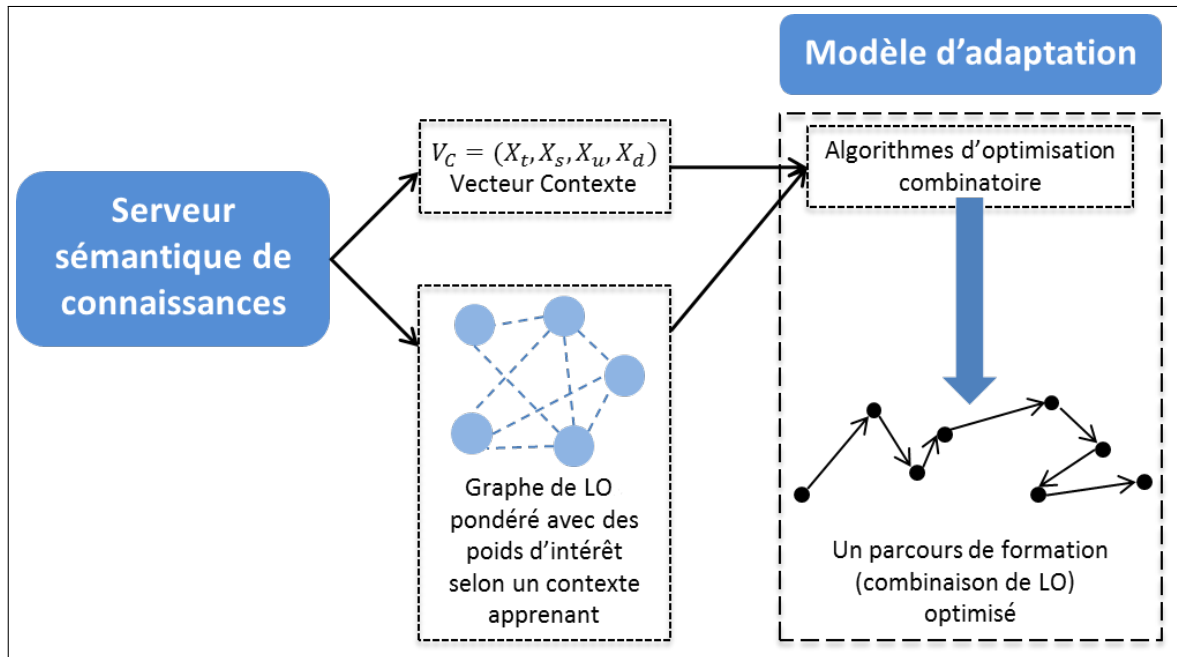 Modèle d'adaptation
Serveur
sémantique de
connaissances
V_C = (X_t, X_s, X_u, X_d)
Vecteur Contexte
Graphe de LO
pondéré avec des
poids d'intérêt
selon un contexte
apprenant
Algorithmes d'optimisation
combinatoire
Un parcours de formation
(combinaison de LO)
optimisé